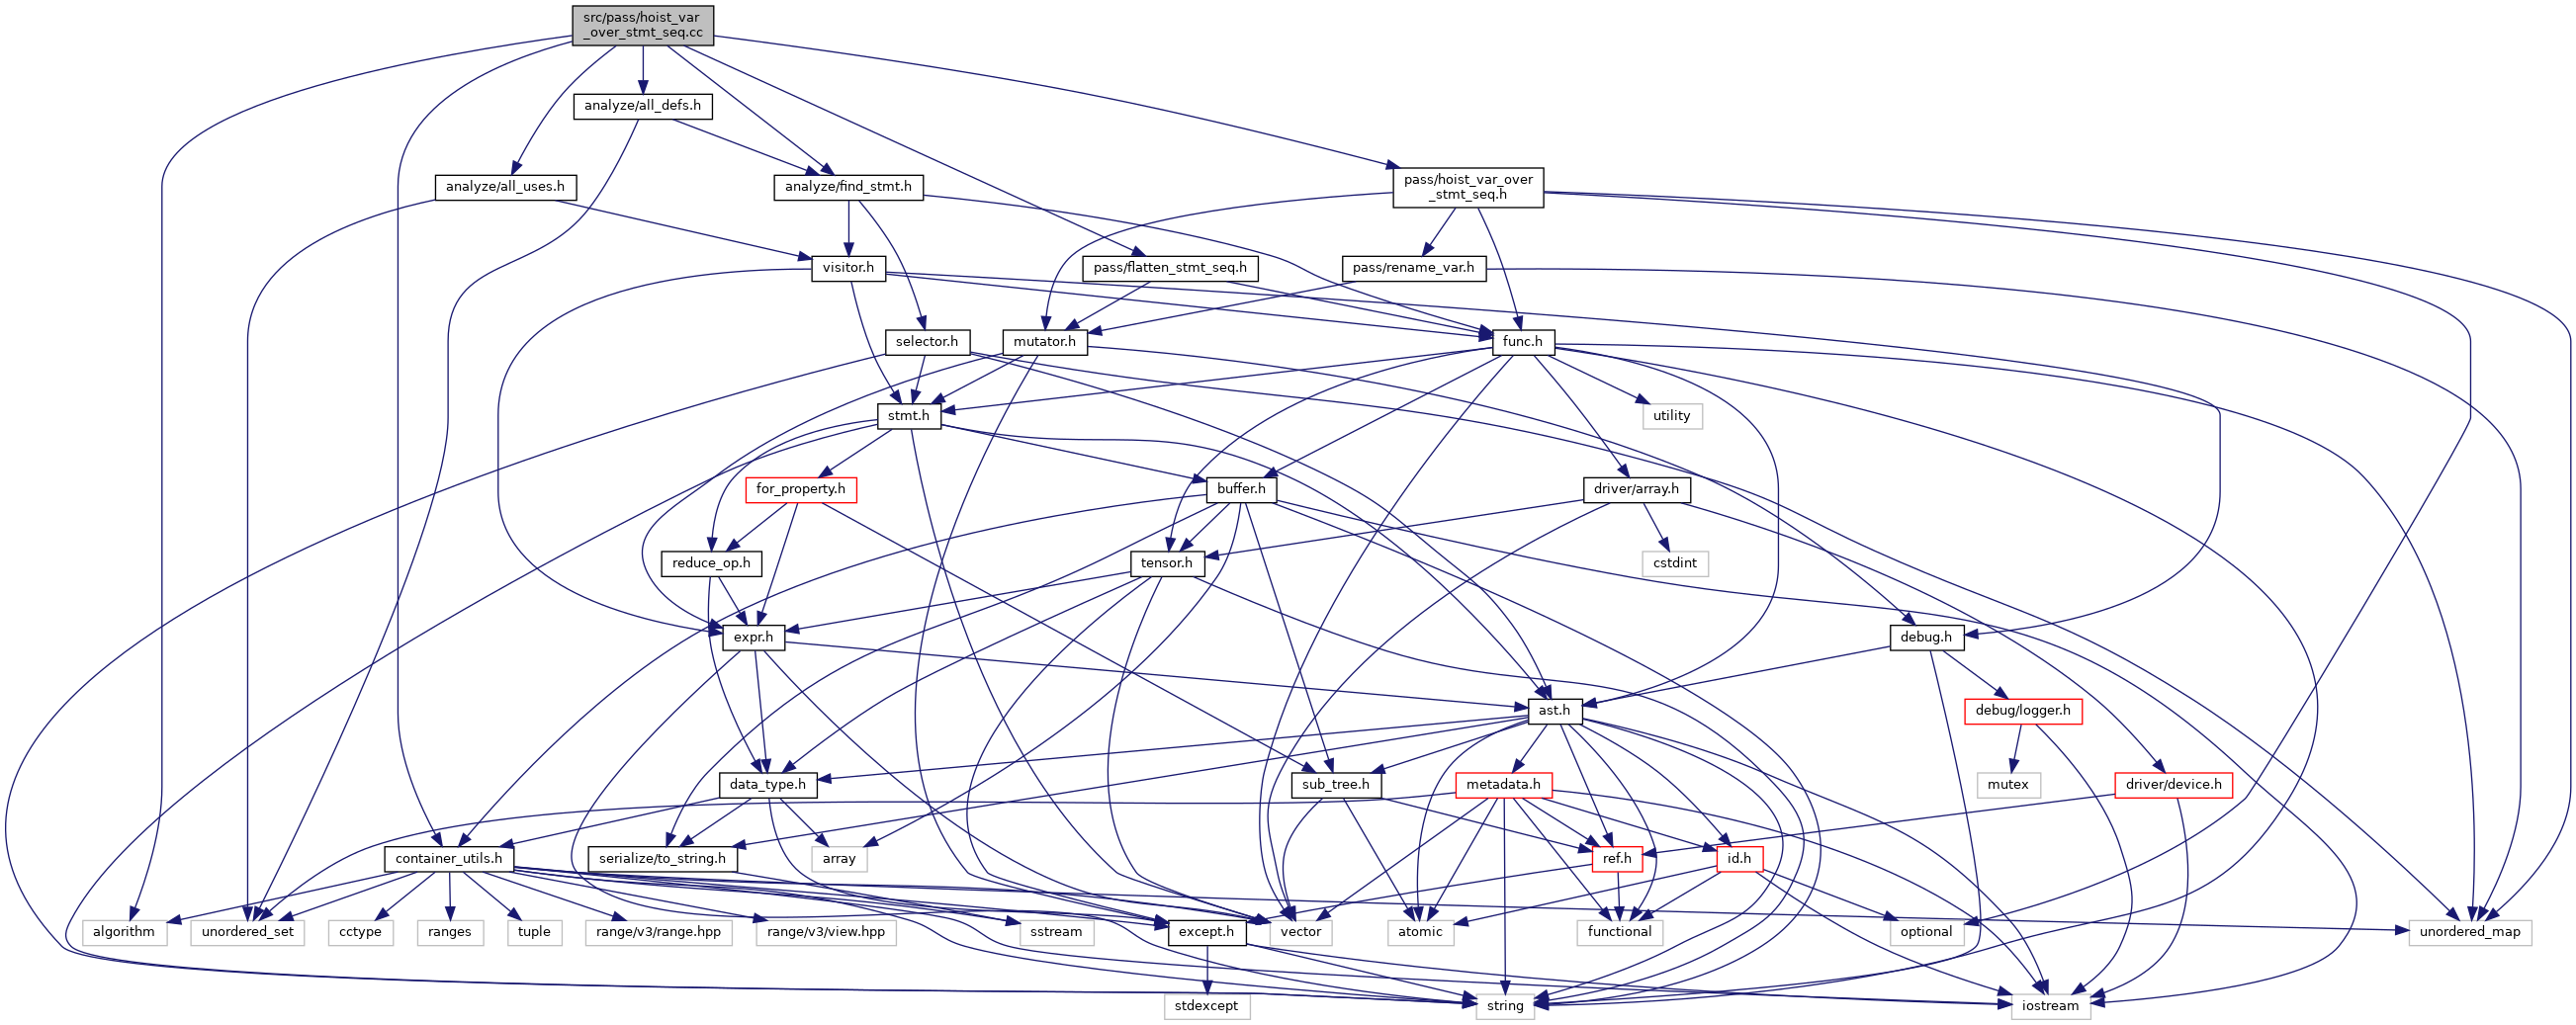 src/pass/hoist_var
_over_stmt_seq.cc
analyze/all_defs.h
analyze/all_uses.h
analyze/find_stmt.h
pass/hoist_var_over
_stmt_seq.h
visitor.h
pass/flatten_stmt_seq.h
pass/rename_var.h
selector.h
mutator.h
func.h
stmt.h
utility
for_property.h
buffer.h
driver/array.h
reduce_op.h
tensor.h
cstdint
expr.h
debug.h
ast.h
debug/logger.h
data_type.h
sub_tree.h
metadata.h
mutex
driver/device.h
container_utils.h
serialize/to_string.h
array
ref.h
id.h
algorithm
unordered_set
cctype
ranges
tuple
range/v3/range.hpp
range/v3/view.hpp
sstream
except.h
vector
atomic
functional
optional
unordered_map
stdexcept
string
iostream